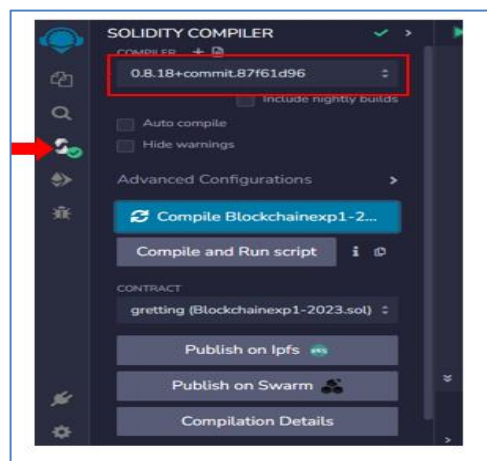 SOLIDITY COMPILER
COMPILER
0.8.18+commit.87f61d96
Include nightly builds
Auto compile
Hide warnings
Advanced Configurations
Compile Blockchainexp1-2...
Compile and Run script
CONTRACT
gretting (Blockchainexp1-2023.sol)
Publish on Ipfs
Publish on Swarm
Compilation Details